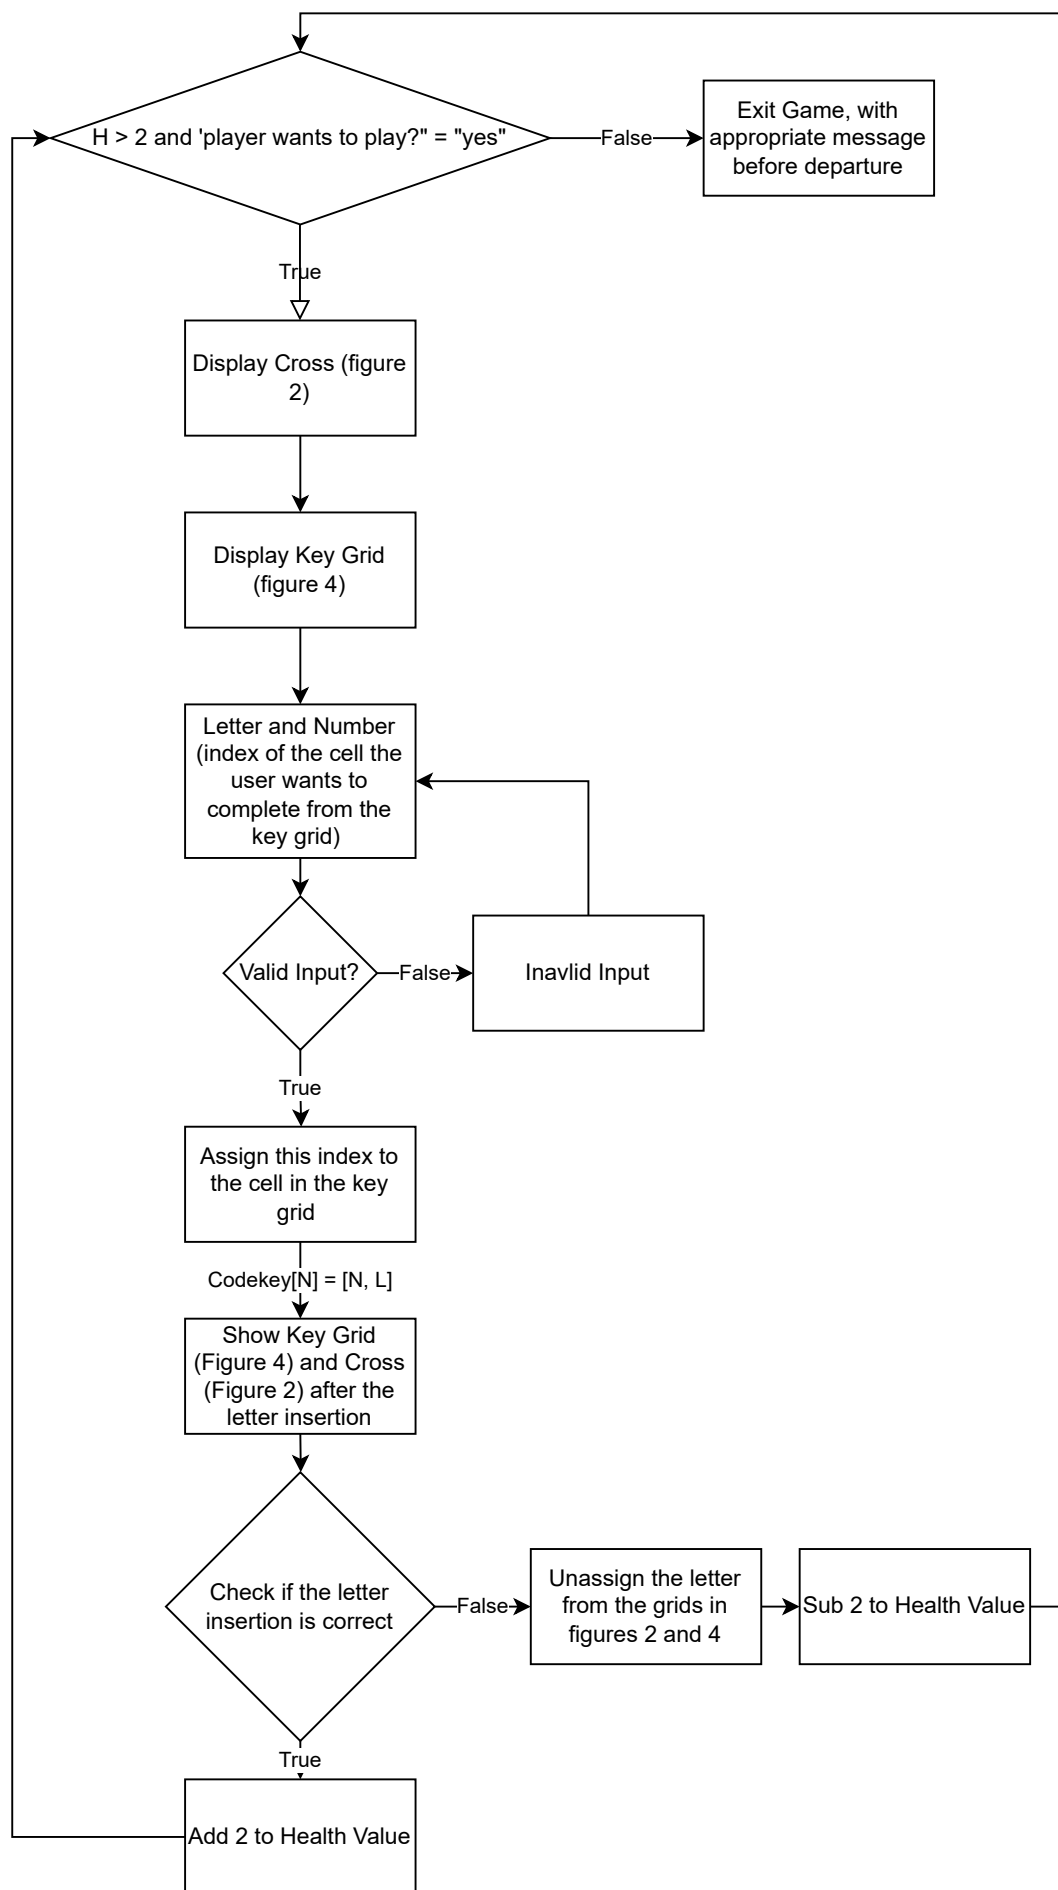 H > 2 and 'player wants to play?" = "yes"
False
Exit Game, with
appropriate message
before departure
True
Display Cross (figure
2)
Display Key Grid
(figure 4)
Letter and Number
(index of the cell the
user wants to
complete from the
key grid)
Valid Input?
False
Inavlid Input
True
Assign this index to
the cell in the key
grid
Codekey[N] = [N, L]
Show Key Grid
(Figure 4) and Cross
(Figure 2) after the
letter insertion
Check if the letter
insertion is correct
False
Unassign the letter
from the grids in
figures 2 and 4
Sub 2 to Health Value
True
Add 2 to Health Value